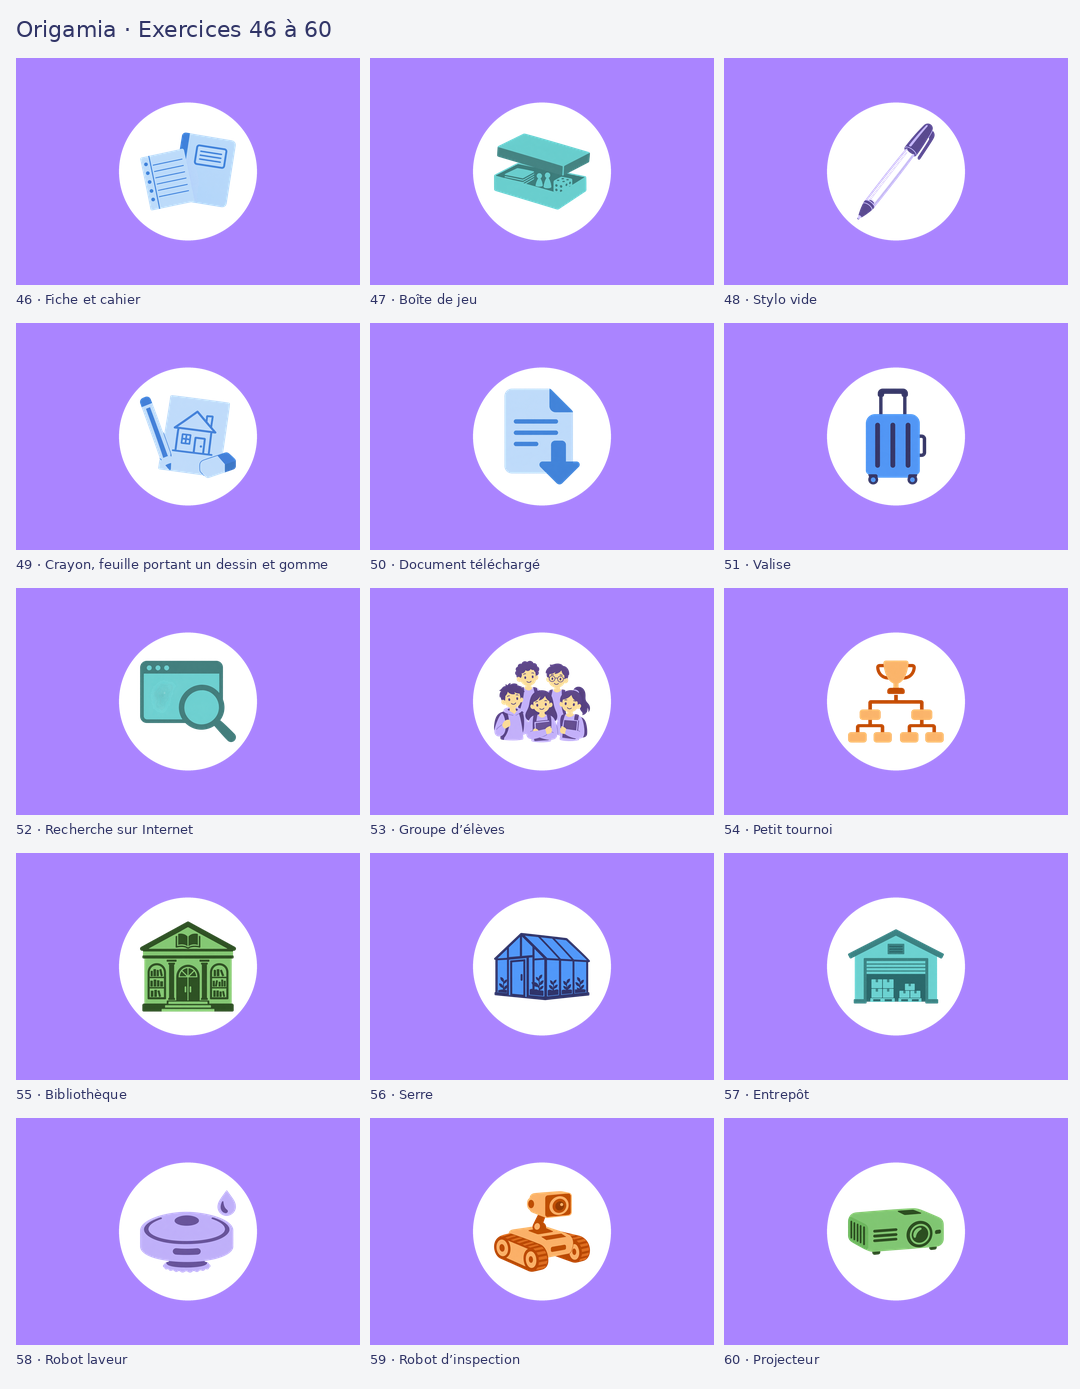 Origamia · Exercices 46 à 60
46 · Fiche et cahier
47 · Boîte de jeu
48 · Stylo vide
49 · Crayon, feuille portant un dessin et gomme
50 · Document téléchargé
51 · Valise
52 · Recherche sur Internet
53 · Groupe d’élèves
54 · Petit tournoi
55 · Bibliothèque
56 · Serre
57 · Entrepôt
58 · Robot laveur
59 · Robot d’inspection
60 · Projecteur